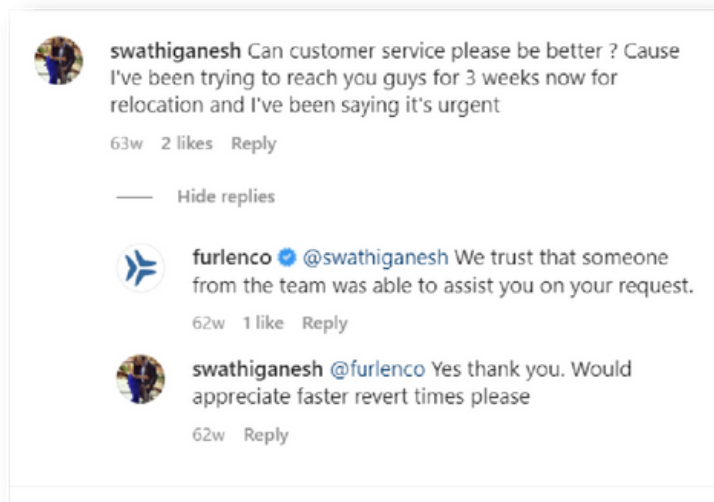 swathiganesh Can customer service please be better ? Cause
I've been trying to reach you guys for 3 weeks now for
relocation and I've been saying it's urgent
63w 2 likes Reply
Hide replies
furlenco @swathiganesh We trust that someone
from the team was able to assist you on your request.
62w 1 like Reply
swathiganesh @furlenco Yes thank you. Would
appreciate faster revert times please
62w Reply